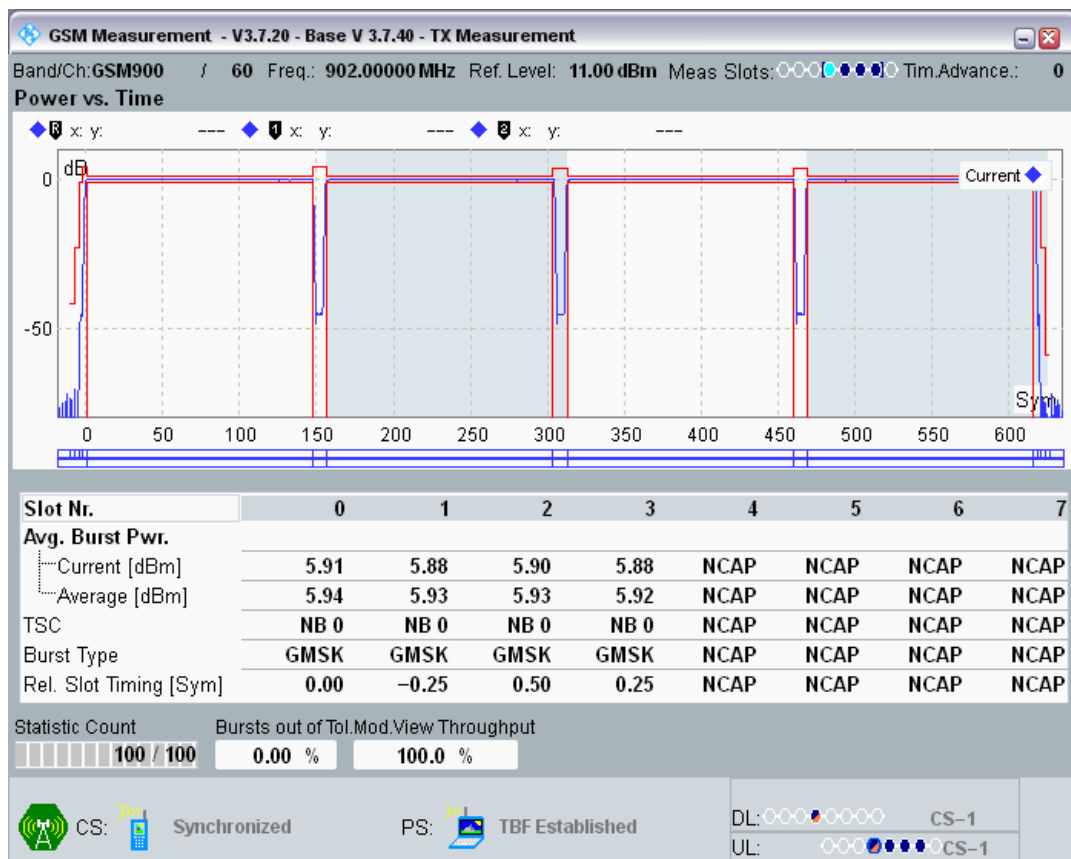 GSM Measurement - V3.7.20 - Base V 3.7.40 - TX Measurement
Band/Ch:GSM900 / 60 Freq.: 902.00000 MHz Ref. Level: 11.00 dBm Meas Slots: Tim.Advance.: 0
Power vs. Time
R x: y: --- 1 x: y: --- 2 x: y: ---
dB
0
Current
-50
Sym
0 50 100 150 200 250 300 350 400 450 500 550 600
Slot Nr. 0 1 2 3 4 5 6 7
Avg. Burst Pwr.
Current [dBm] 5.91 5.88 5.90 5.88 NCAP NCAP NCAP NCAP
Average [dBm] 5.94 5.93 5.93 5.92 NCAP NCAP NCAP NCAP
TSC NB 0 NB 0 NB 0 NB 0 NCAP NCAP NCAP NCAP
Burst Type GMSK GMSK GMSK GMSK NCAP NCAP NCAP NCAP
Rel. Slot Timing [Sym] 0.00 −0.25 0.50 0.25 NCAP NCAP NCAP NCAP
Statistic Count Bursts out of Tol.Mod.View Throughput
100 / 100 0.00 % 100.0 %
CS: Synchronized PS: TBF Established DL: CS−1
UL: CS−1